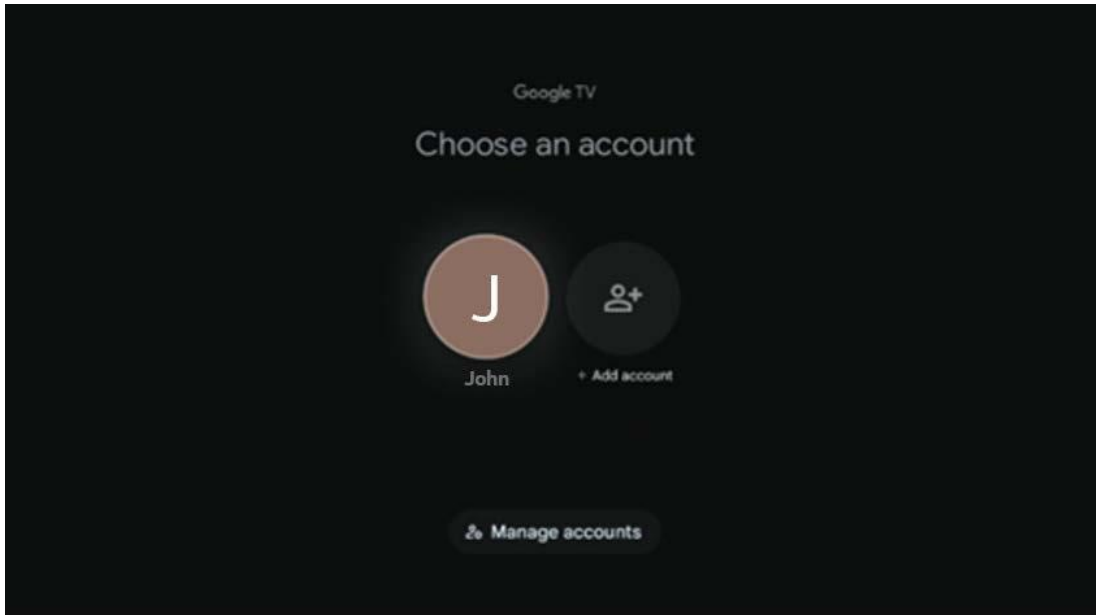 Google TV
Choose an account
J
John
+ Add account
Manage accounts